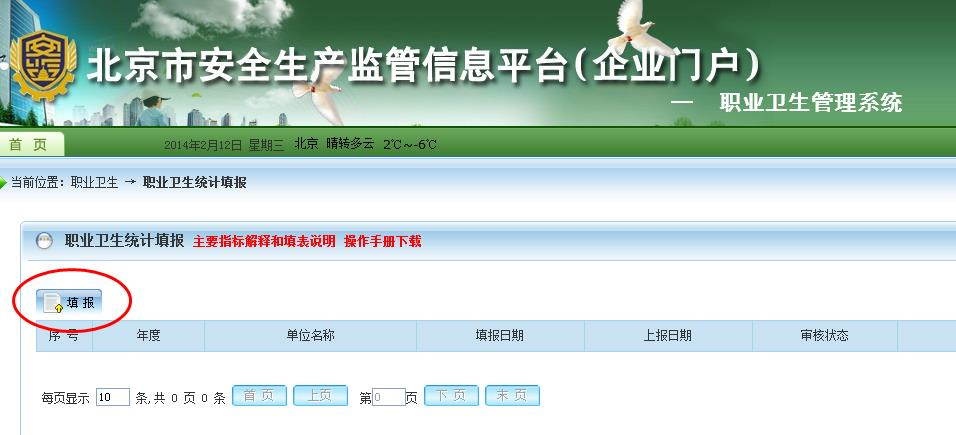 北京市安全生产监管信息平台(企业门户)
— 职业卫生管理系统
首 页
2014年2月12日 星期三 北京 晴转多云 2℃~-6℃
当前位置：职业卫生 → 职业卫生统计填报
职业卫生统计填报 主要指标解释和填表说明 操作手册下载
填 报
序 号 年度 单位名称 填报日期 上报日期 审核状态
每页显示 10 条,共 0 页 0 条 首 页 上页 第0页 下 页 末 页